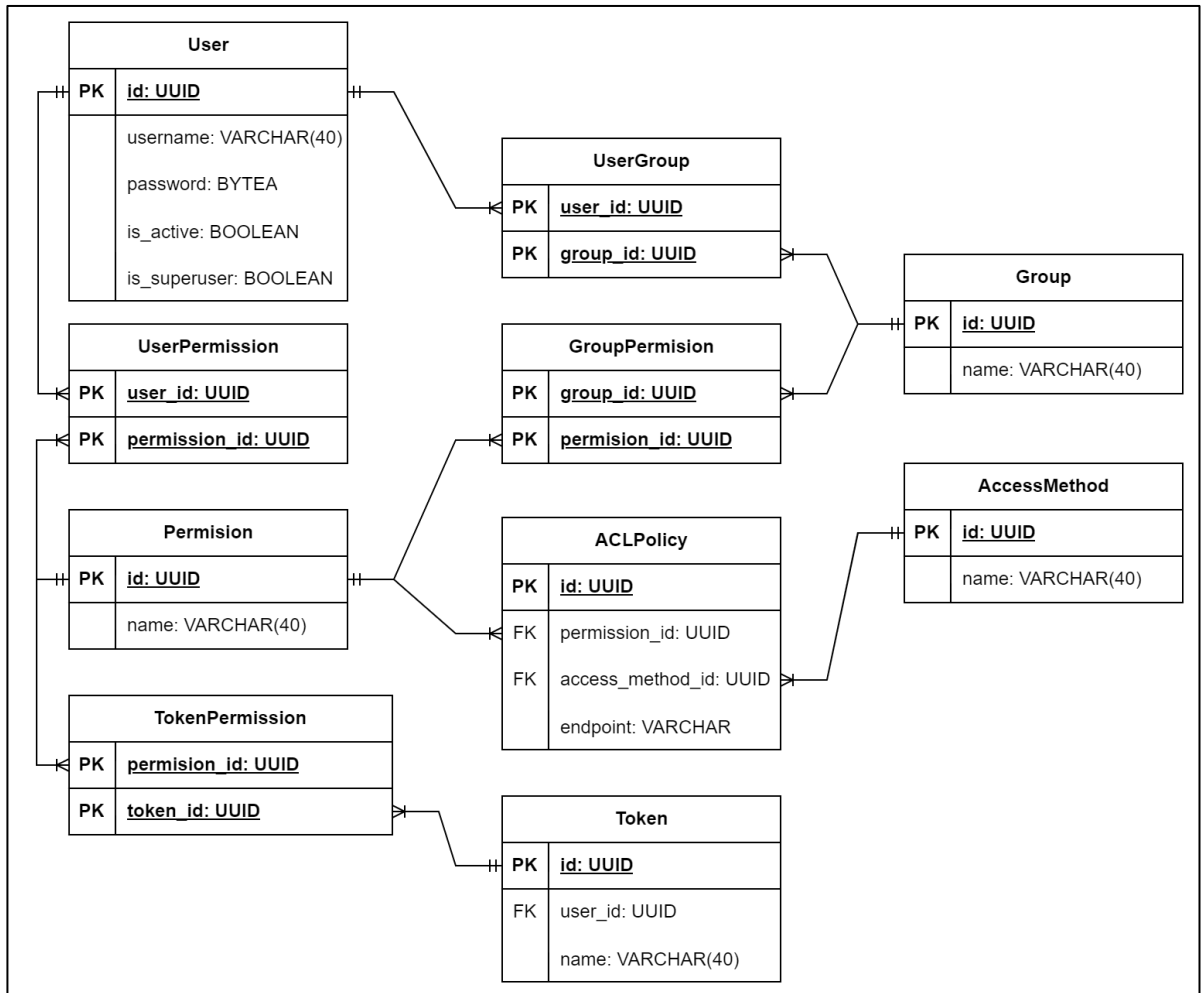 User
PK id: UUID
username: VARCHAR(40)
password: BYTEA
is_active: BOOLEAN
is_superuser: BOOLEAN
UserGroup
PK user_id: UUID
PK group_id: UUID
Group
PK id: UUID
name: VARCHAR(40)
UserPermission
PK user_id: UUID
PK permission_id: UUID
GroupPermision
PK group_id: UUID
PK permision_id: UUID
AccessMethod
PK id: UUID
name: VARCHAR(40)
Permision
PK id: UUID
name: VARCHAR(40)
ACLPolicy
PK id: UUID
FK permission_id: UUID
FK access_method_id: UUID
endpoint: VARCHAR
TokenPermission
PK permision_id: UUID
PK token_id: UUID
Token
PK id: UUID
FK user_id: UUID
name: VARCHAR(40)